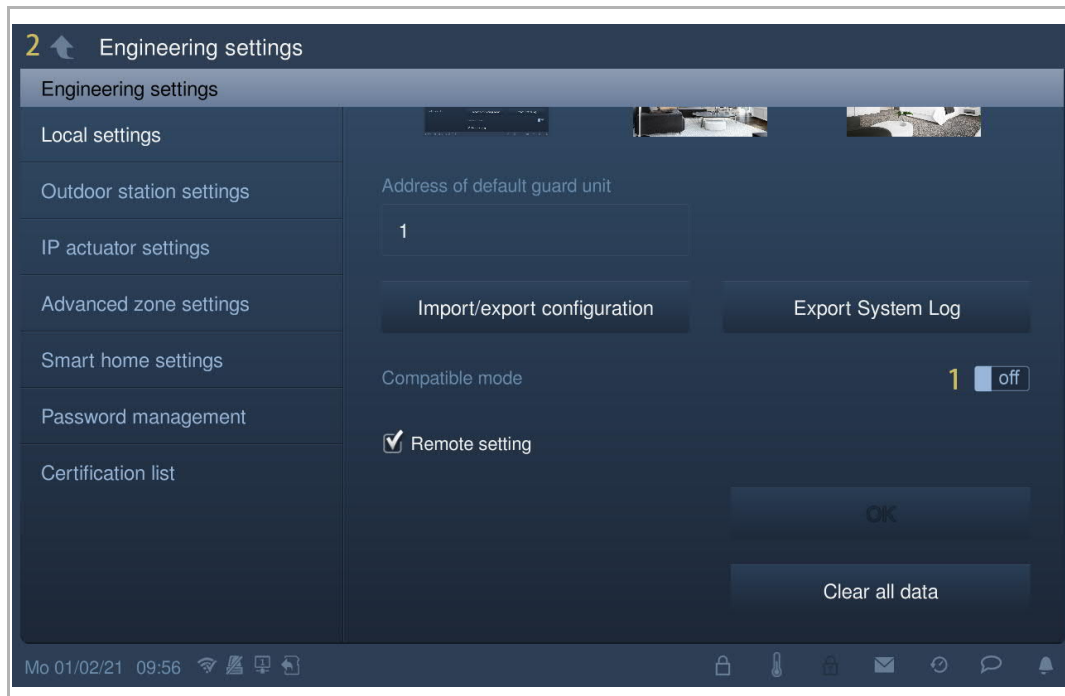 2 Engineering settings
Engineering settings
Local settings
Outdoor station settings
IP actuator settings
Advanced zone settings
Smart home settings
Password management
Certification list
Address of default guard unit
1
Import/export configuration
Export System Log
Compatible mode
1 off
Remote setting
OK
Clear all data
Mo 01/02/21 09:56